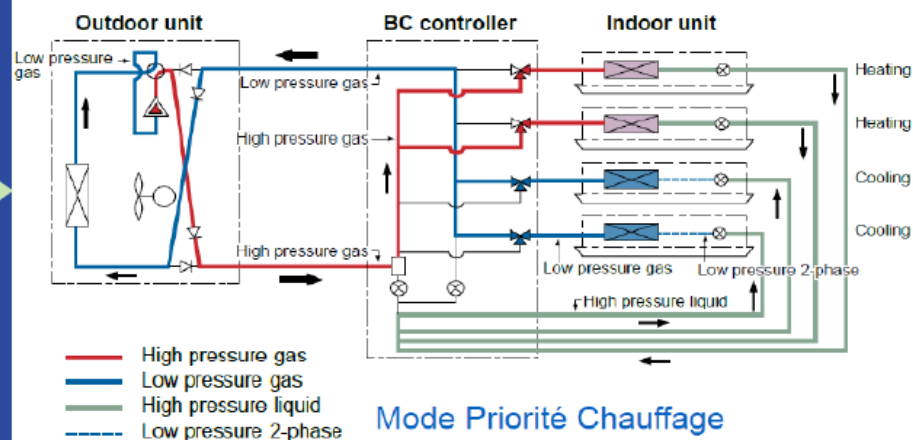 Outdoor unit
BC controller
Indoor unit
Low pressure
gas
Low pressure gas
Heating
High pressure gas
Heating
Cooling
Cooling
High pressure gas
Low pressure gas
Low pressure 2-phase
High pressure liquid
High pressure gas
Low pressure gas
High pressure liquid
Low pressure 2-phase
Mode Priorité Chauffage